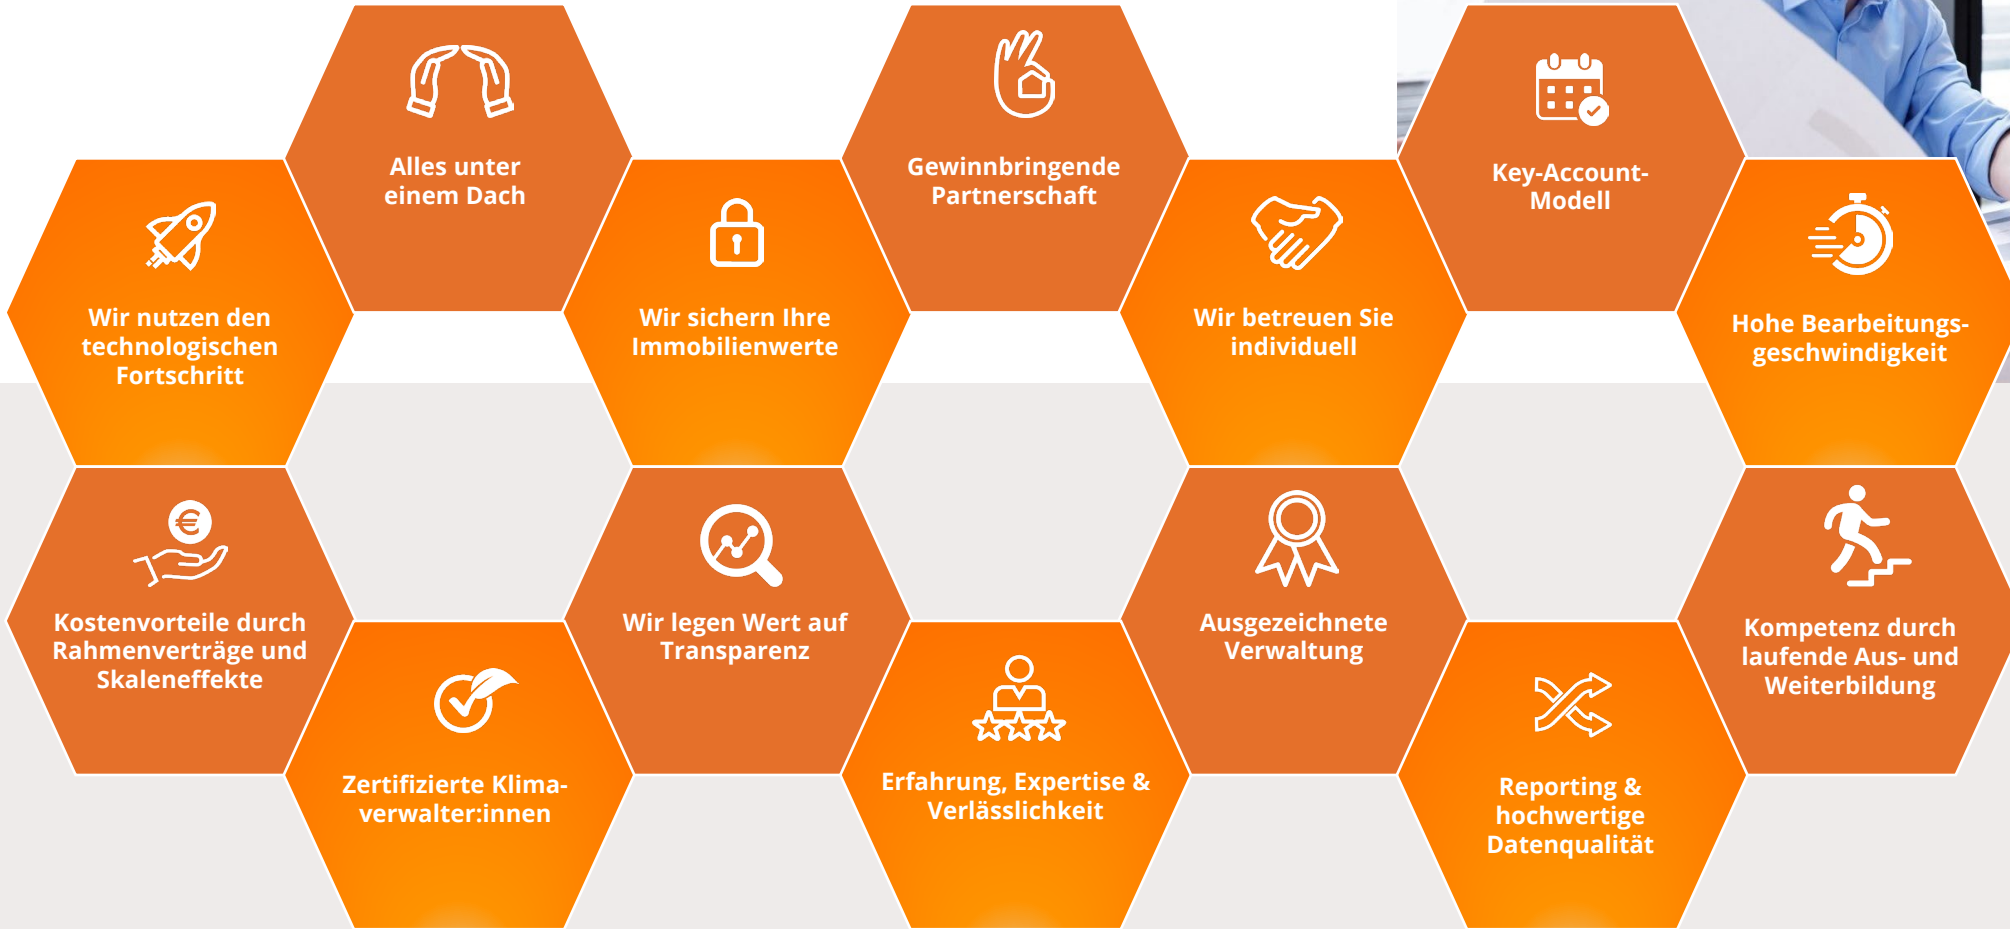 Alles unter
einem Dach
Gewinnbringende
Partnerschaft
Key-Account-
Modell
Wir nutzen den
technologischen
Fortschritt
Wir sichern Ihre
Immobilienwerte
Wir betreuen Sie
individuell
Hohe Bearbeitungs-
geschwindigkeit
Kostenvorteile durch
Rahmenverträge und
Skaleneffekte
Wir legen Wert auf
Transparenz
Ausgezeichnete
Verwaltung
Kompetenz durch
laufende Aus- und
Weiterbildung
Zertifizierte Klima-
verwalter:innen
Erfahrung, Expertise &
Verlässlichkeit
Reporting &
hochwertige
Datenqualität